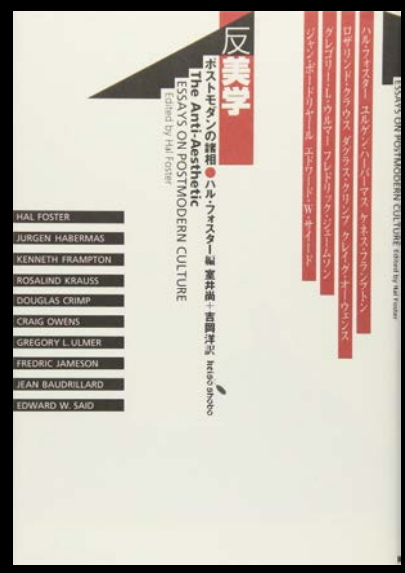 反美学
ポストモダンの諸相●ハル・フォスター編 室井尚+吉岡洋訳 keiso shobo
The Anti-Aesthetic
ESSAYS ON POSTMODERN CULTURE
Edited by Hal Foster
ハル・フォスター ユルゲン・ハーバーマス ケネス・フランプトン
ロザリンド・クラウス ダグラス・クリンプ クレイグ・オーウェンス
グレゴリー・L・ウルマー フレドリック・ジェームソン
ジャン・ボードリヤール エドワード・W・サイード
ESSAYS ON POSTMODERN CULTURE Edited by Hal Foster
HAL FOSTER
JURGEN HABERMAS
KENNETH FRAMPTON
ROSALIND KRAUSS
DOUGLAS CRIMP
CRAIG OWENS
GREGORY L. ULMER
FREDRIC JAMESON
JEAN BAUDRILLARD
EDWARD W. SAID